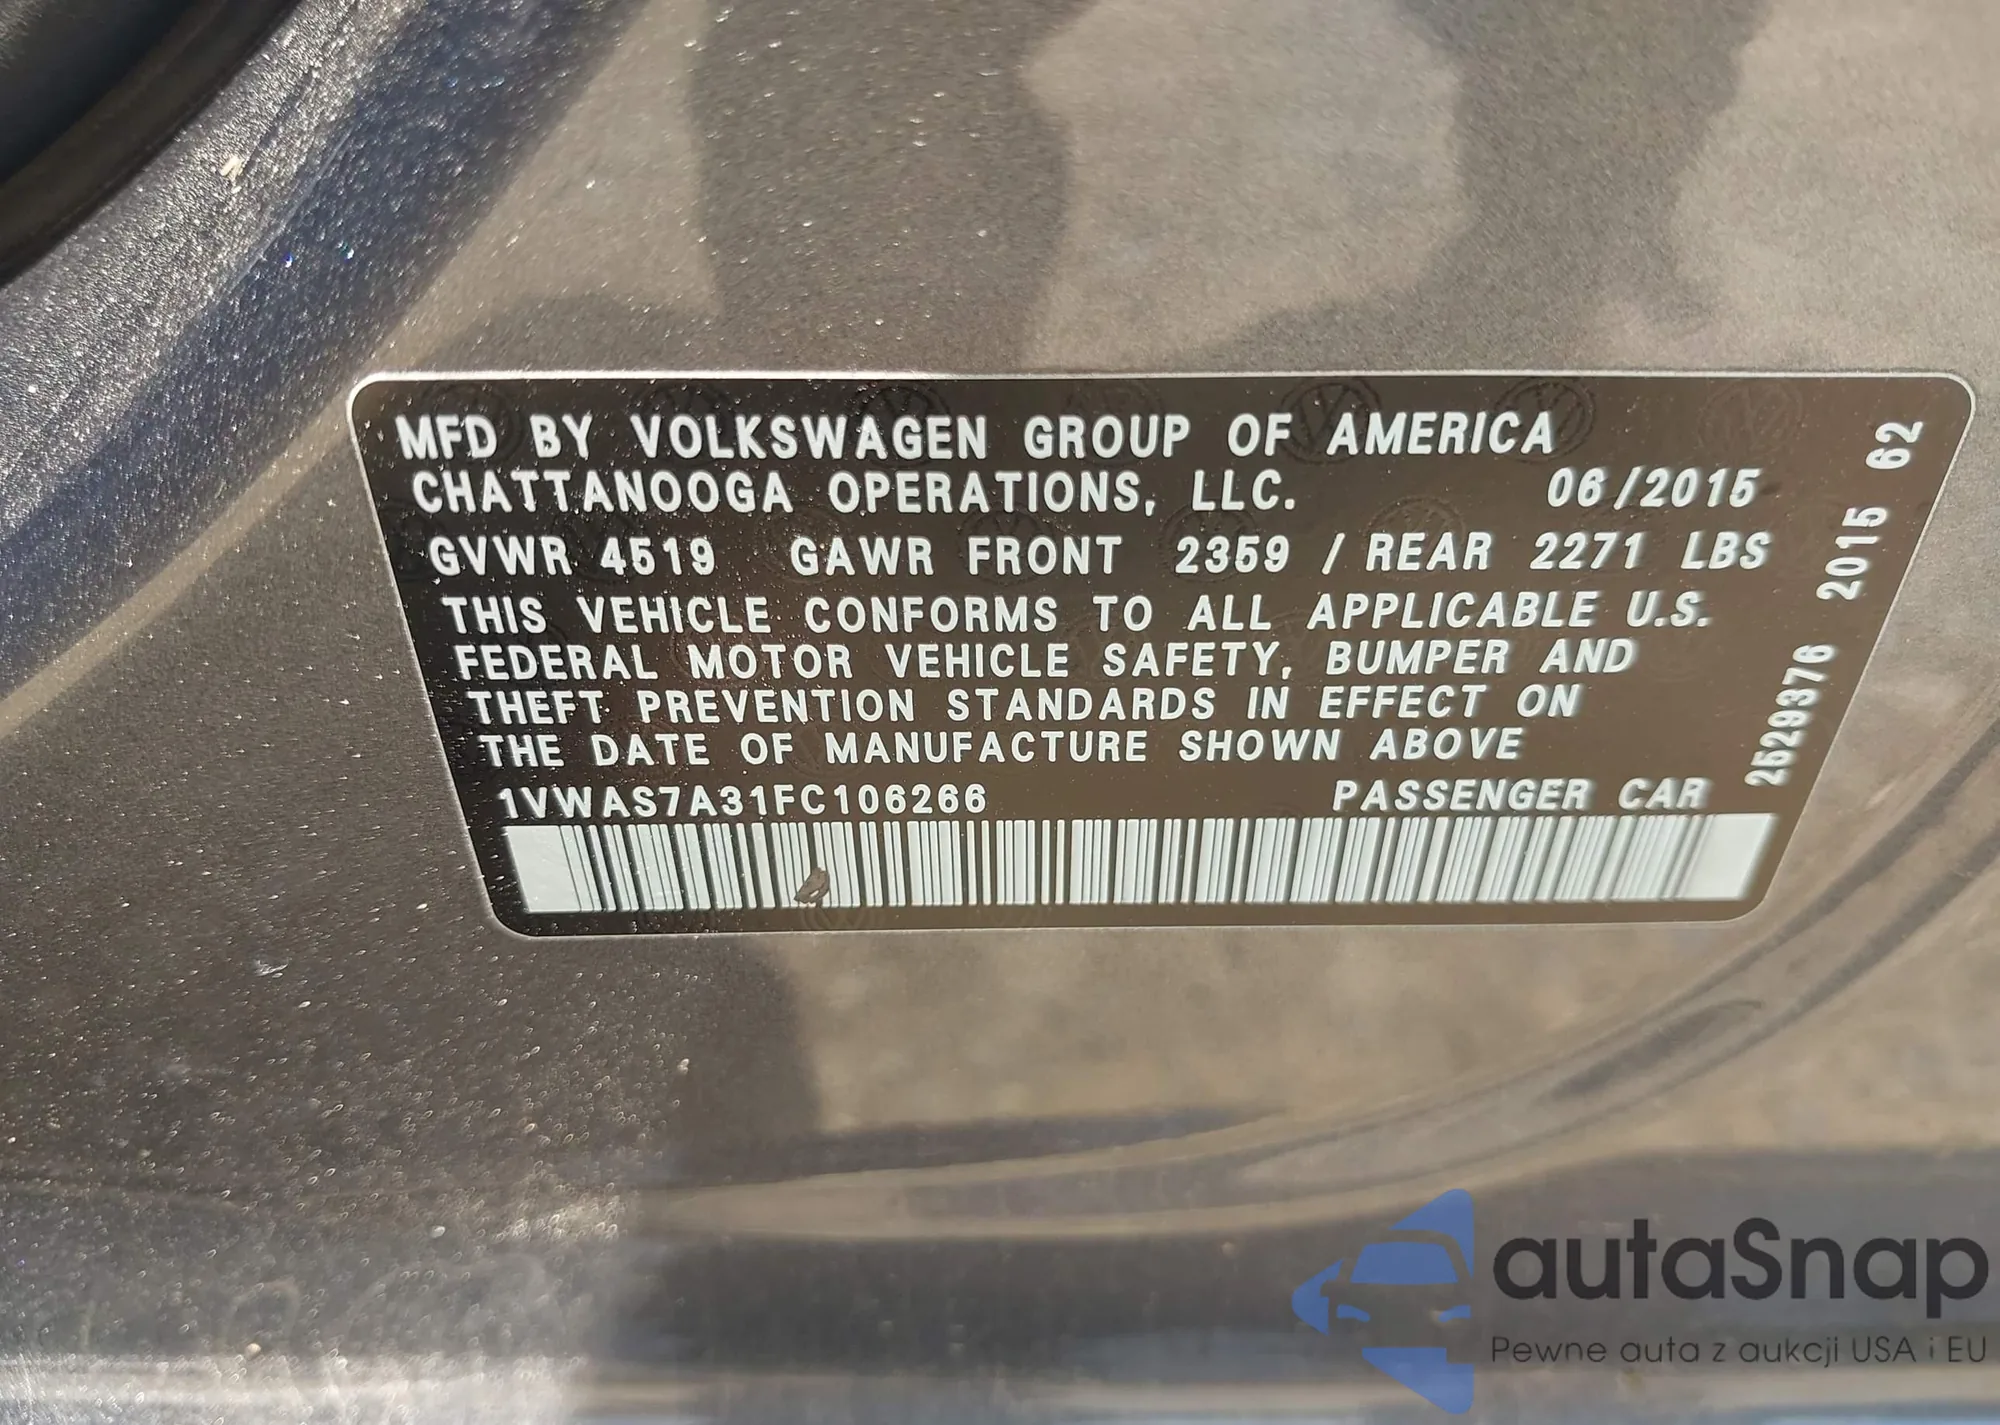 MFD BY VOLKSWAGEN GROUP OF AMERICA
CHATTANOOGA OPERATIONS, LLC. 06/2015
GVWR 4519 GAWR FRONT 2359 / REAR 2271 LBS
THIS VEHICLE CONFORMS TO ALL APPLICABLE U.S.
FEDERAL MOTOR VEHICLE SAFETY, BUMPER AND
THEFT PREVENTION STANDARDS IN EFFECT ON
THE DATE OF MANUFACTURE SHOWN ABOVE
1VWAS7A31FC106266 PASSENGER CAR
2529376 2015 62
autaSnap
Pewne auta z aukcji USA i EU